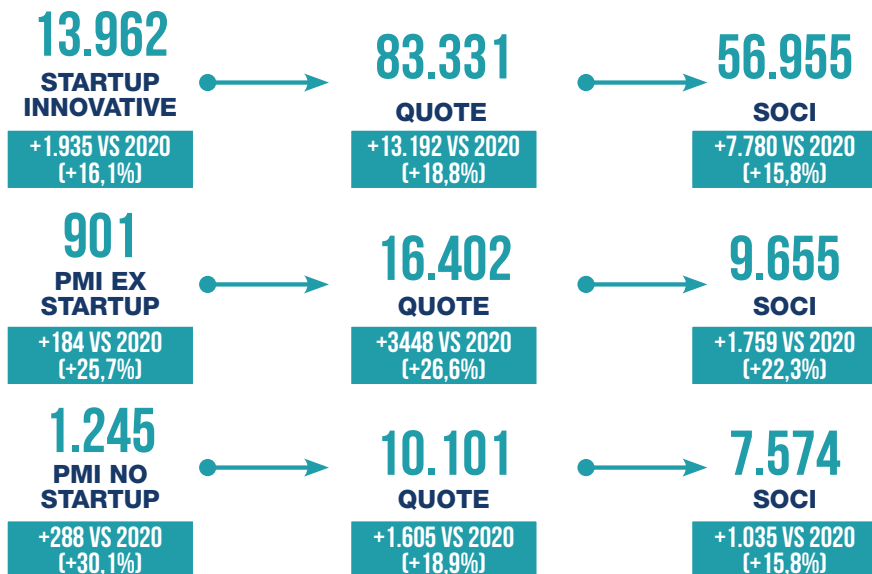 13.962
STARTUP
INNOVATIVE
+1.935 VS 2020
(+16,1%)
83.331
QUOTE
+13.192 VS 2020
(+18,8%)
56.955
SOCI
+7.780 VS 2020
(+15,8%)
901
PMI EX
STARTUP
+184 VS 2020
(+25,7%)
16.402
QUOTE
+3448 VS 2020
(+26,6%)
9.655
SOCI
+1.759 VS 2020
(+22,3%)
1.245
PMI NO
STARTUP
+288 VS 2020
(+30,1%)
10.101
QUOTE
+1.605 VS 2020
(+18,9%)
7.574
SOCI
+1.035 VS 2020
(+15,8%)